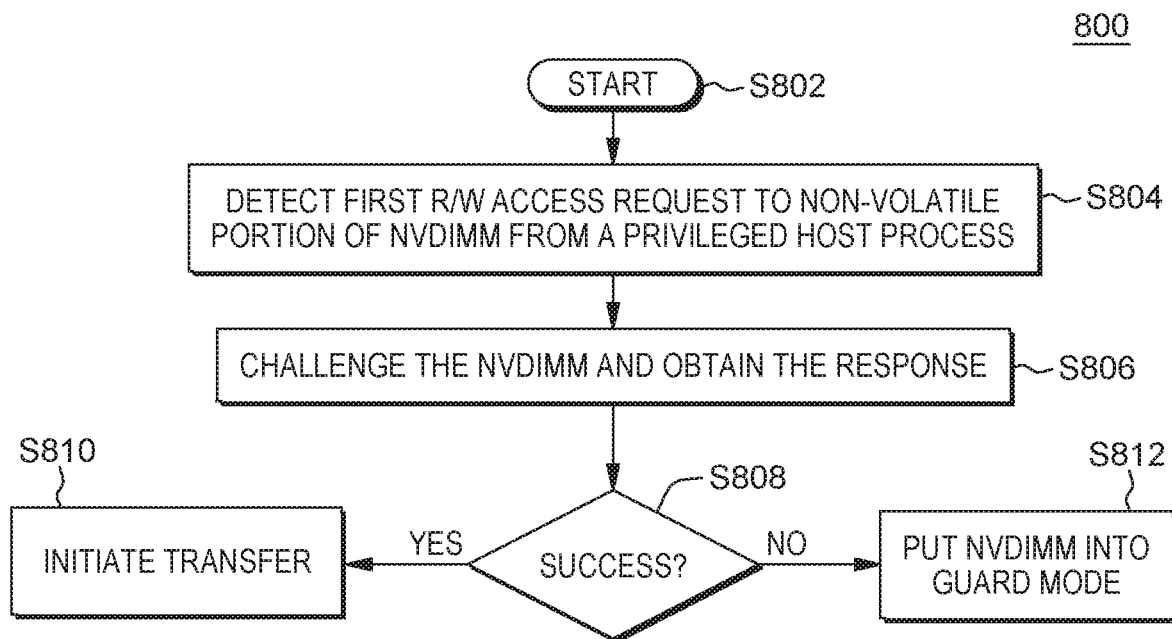 800
START
S802
DETECT FIRST R/W ACCESS REQUEST TO NON-VOLATILE
PORTION OF NVDIMM FROM A PRIVILEGED HOST PROCESS
S804
CHALLENGE THE NVDIMM AND OBTAIN THE RESPONSE
S806
S810
S808
S812
INITIATE TRANSFER
YES
SUCCESS?
NO
PUT NVDIMM INTO
GUARD MODE